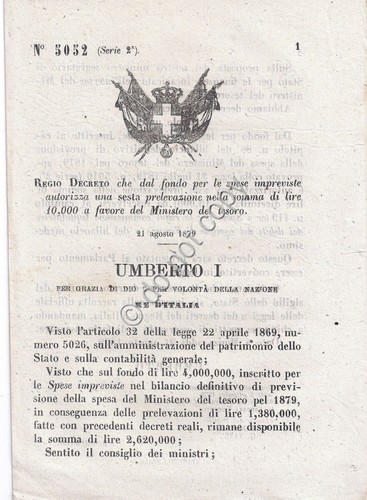 N° 5052 (Serie 2ª). 1
REGIO DECRETO che dal fondo per le spese impreviste
autorizza una sesta prelevazione nella somma di lire
10,000 a favore del Ministero del tesoro.
21 agosto 1879
UMBERTO I
PER GRAZIA DI DIO E PER VOLONTÀ DELLA NAZIONE
RE D'ITALIA
Visto l'articolo 32 della legge 22 aprile 1869, nu-
mero 5026, sull'amministrazione del patrimonio dello
Stato e sulla contabilità generale;
Visto che sul fondo di lire 4,000,000, inscritto per
le Spese impreviste nel bilancio definitivo di previ-
sione della spesa del Ministero del tesoro pel 1879,
in conseguenza delle prelevazioni di lire 1,380,000,
fatte con precedenti decreti reali, rimane disponibile
la somma di lire 2,620,000;
Sentito il consiglio dei ministri;